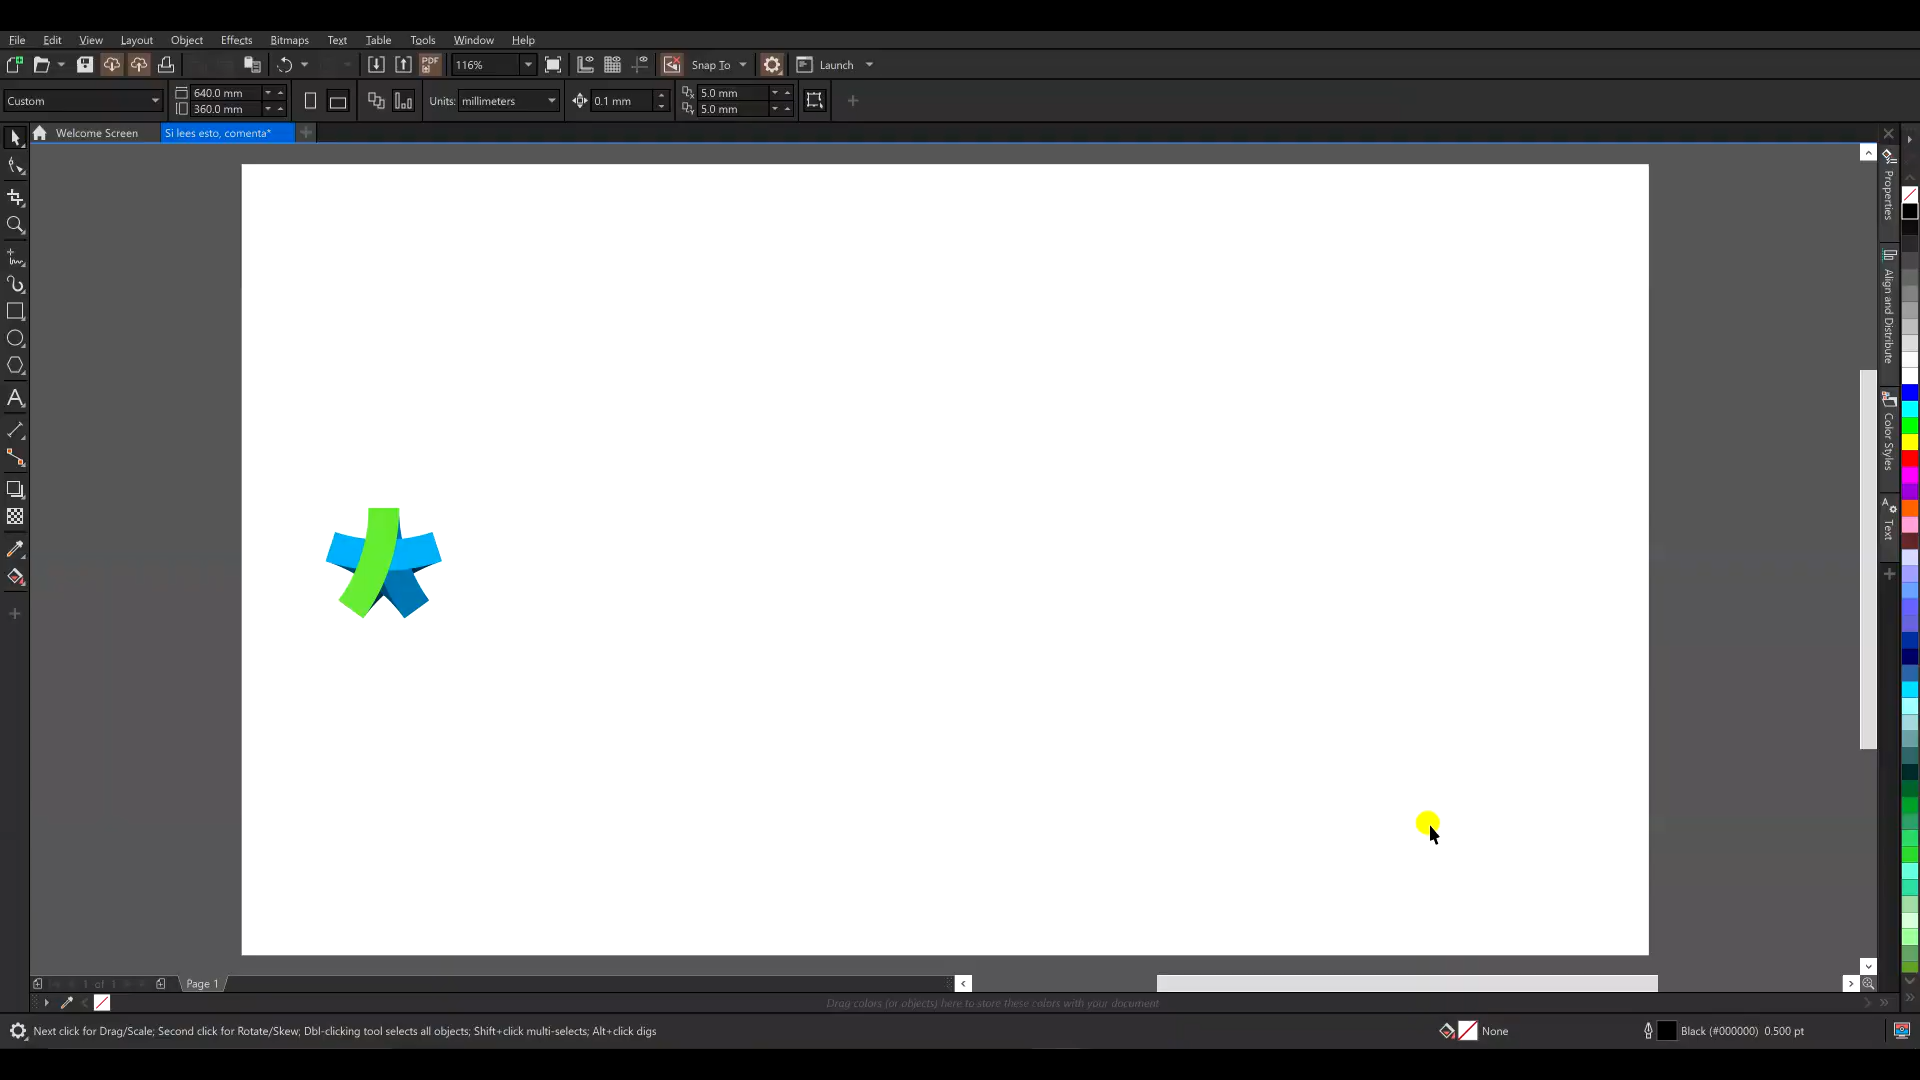 File Edit View Layout Object Effects Bitmaps Text Table Tools Window Help
PDF 116% Snap To Launch
Custom 640.0 mm 360.0 mm Units: millimeters 0.1 mm 5.0 mm 5.0 mm
Welcome Screen Si lees esto, comenta*
Properties
Align and Distribute
Color Styles
Text
1 of 1 Page 1
Drag colors (or objects) here to store these colors with your document
Next click for Drag/Scale; Second click for Rotate/Skew; Dbl-clicking tool selects all objects; Shift+click multi-selects; Alt+click digs None Black (#000000) 0.500 pt